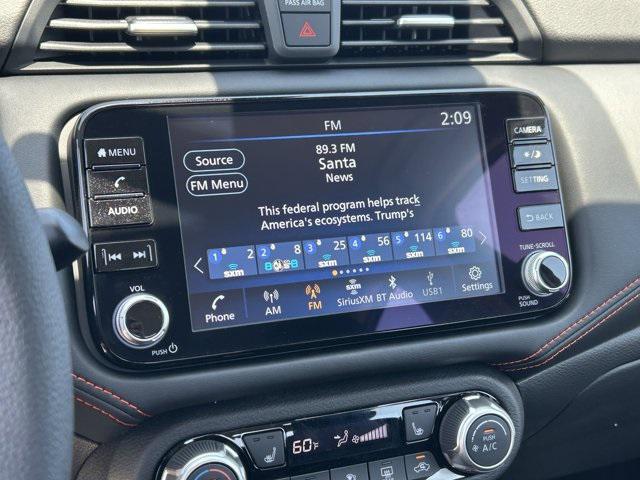 PASS AIR BAG
FM
2:09
MENU
AUDIO
VOL
PUSH
Source
FM Menu
89.3 FM
Santa
News
This federal program helps track
America's ecosystems. Trump's
1 2 2 8 3 25 4 56 5 114 6 80
sxm sxm sxm sxm sxm
Phone AM FM SiriusXM BT Audio USB1 Settings
sxm
CAMERA
SETTING
BACK
TUNE·SCROLL
PUSH
SOUND
60°F
PUSH
A/C